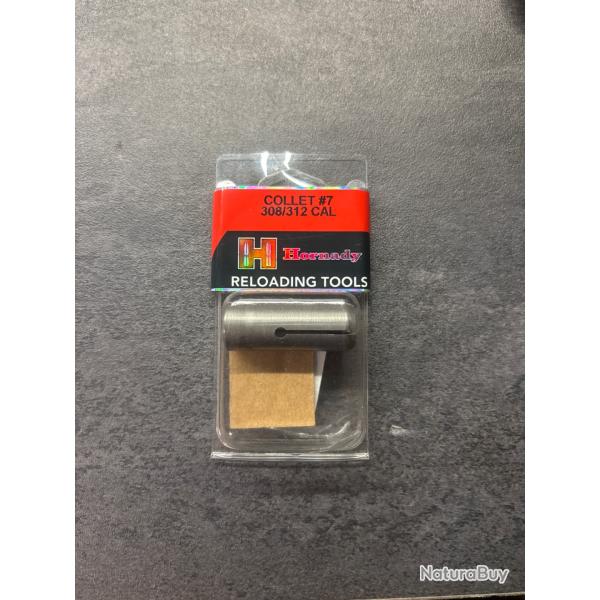 COLLET #7
308/312 CAL
H Hornady
RELOADING TOOLS
NaturaBuy